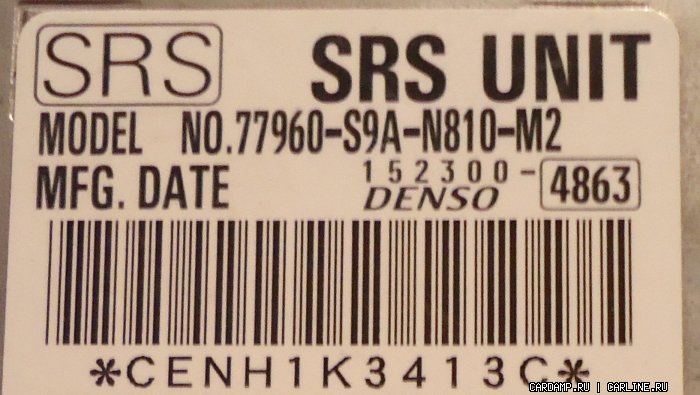 SRS SRS UNIT
MODEL NO.77960-S9A-N810-M2
MFG. DATE 152300-4863
DENSO
*CENH1K3413C*
CARDAMP.RU | CARLINE.RU